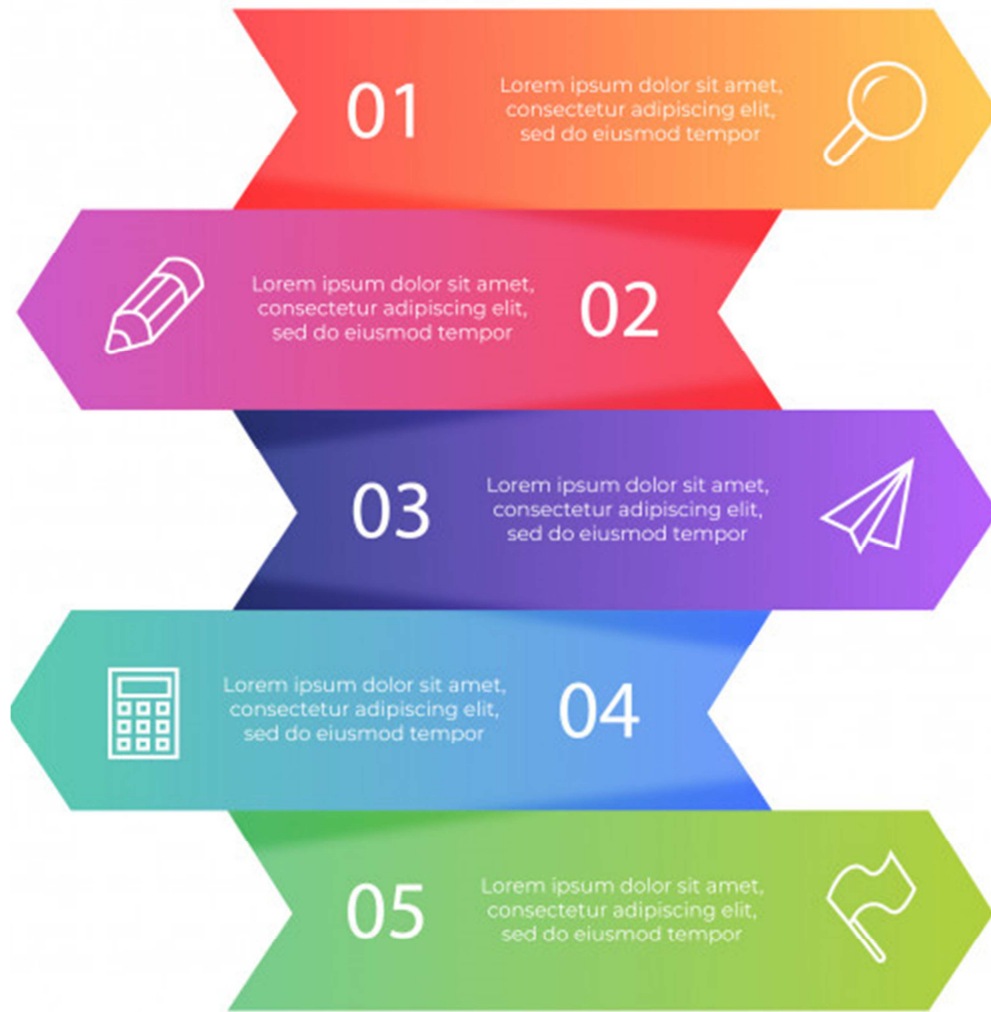 01
Lorem ipsum dolor sit amet,
consectetur adipiscing elit,
sed do eiusmod tempor
Lorem ipsum dolor sit amet,
consectetur adipiscing elit,
sed do eiusmod tempor
02
03
Lorem ipsum dolor sit amet,
consectetur adipiscing elit,
sed do eiusmod tempor
Lorem ipsum dolor sit amet,
consectetur adipiscing elit,
sed do eiusmod tempor
04
05
Lorem ipsum dolor sit amet,
consectetur adipiscing elit,
sed do eiusmod tempor